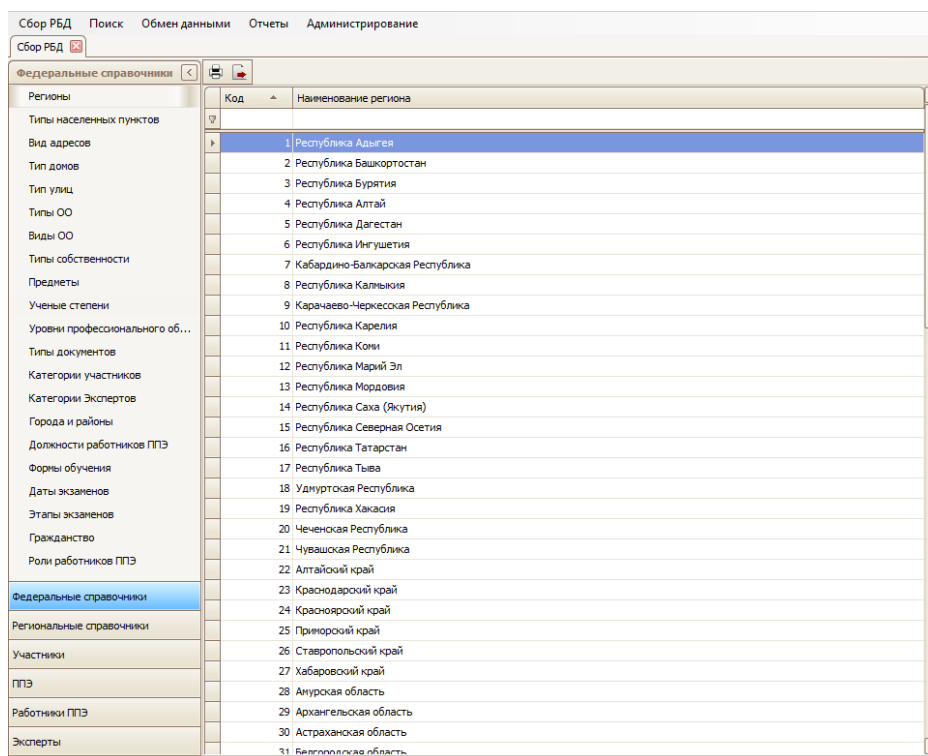 Сбор РБД Поиск Обмен данными Отчеты Администрирование
Сбор РБД
Федеральные справочники
Регионы
Типы населенных пунктов
Вид адресов
Тип домов
Тип улиц
Типы ОО
Виды ОО
Типы собственности
Предметы
Ученые степени
Уровни профессионального об...
Типы документов
Категории участников
Категории Экспертов
Города и районы
Должности работников ППЭ
Формы обучения
Даты экзаменов
Этапы экзаменов
Гражданство
Роли работников ППЭ
Федеральные справочники
Региональные справочники
Участники
ППЭ
Работники ППЭ
Эксперты
Код Наименование региона
1 Республика Адыгея
2 Республика Башкортостан
3 Республика Бурятия
4 Республика Алтай
5 Республика Дагестан
6 Республика Ингушетия
7 Кабардино-Балкарская Республика
8 Республика Калмыкия
9 Карачаево-Черкесская Республика
10 Республика Карелия
11 Республика Коми
12 Республика Марий Эл
13 Республика Мордовия
14 Республика Саха (Якутия)
15 Республика Северная Осетия
16 Республика Татарстан
17 Республика Тыва
18 Удмуртская Республика
19 Республика Хакасия
20 Чеченская Республика
21 Чувашская Республика
22 Алтайский край
23 Краснодарский край
24 Красноярский край
25 Приморский край
26 Ставропольский край
27 Хабаровский край
28 Амурская область
29 Архангельская область
30 Астраханская область
31 Белгородская область